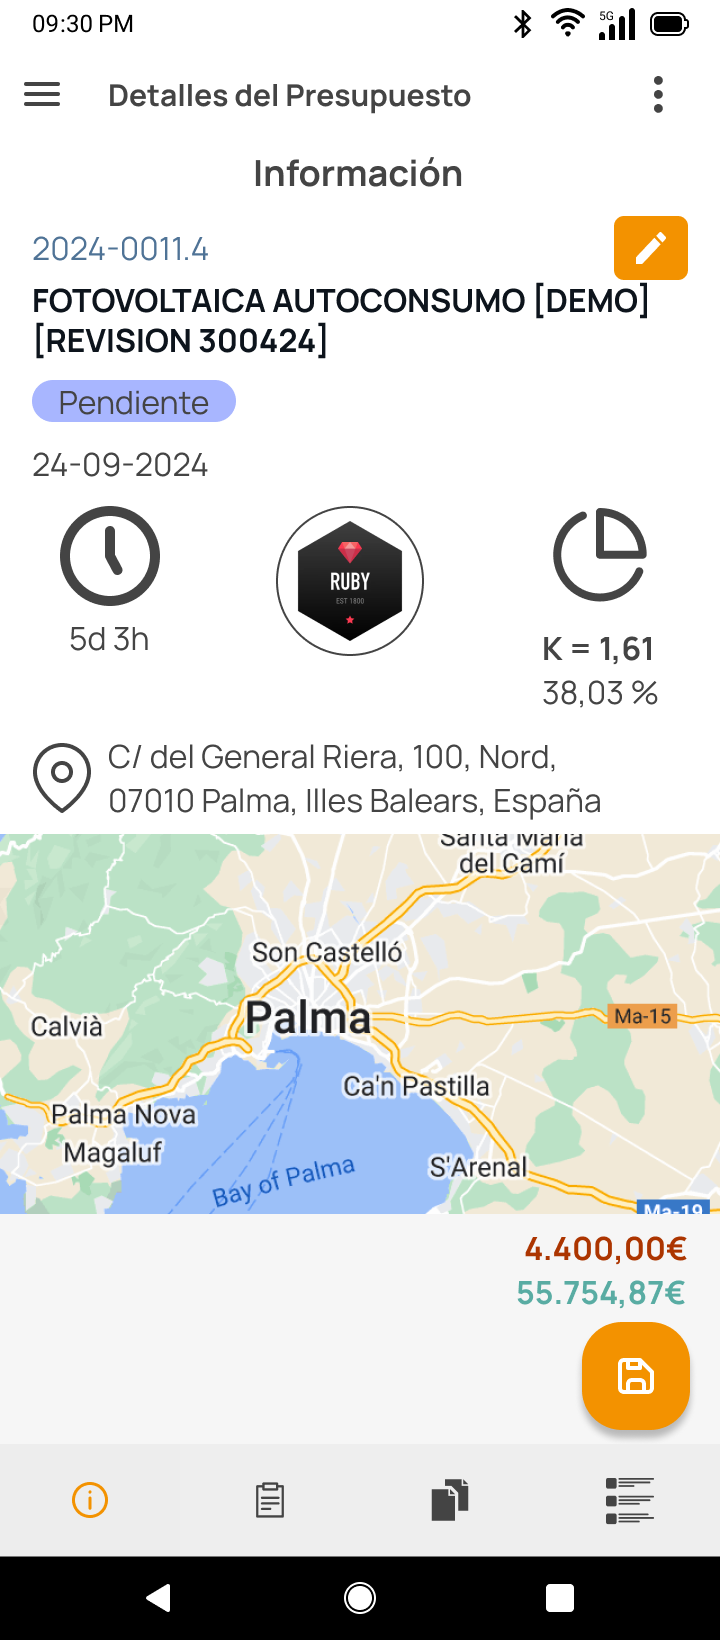 09:30 PM
5G
Detalles del Presupuesto
Información
2024-0011.4
FOTOVOLTAICA AUTOCONSUMO [DEMO]
[REVISION 300424]
Pendiente
24-09-2024
RUBY
EST 1800
5d 3h
K = 1,61
38,03 %
C/ del General Riera, 100, Nord,
07010 Palma, Illes Balears, España
Santa Maria
del Camí
Son Castelló
Palma
Ma-15
Calvià
Ca'n Pastilla
Palma Nova
Magaluf
S'Arenal
Bay of Palma
Ma-19
4.400,00€
55.754,87€